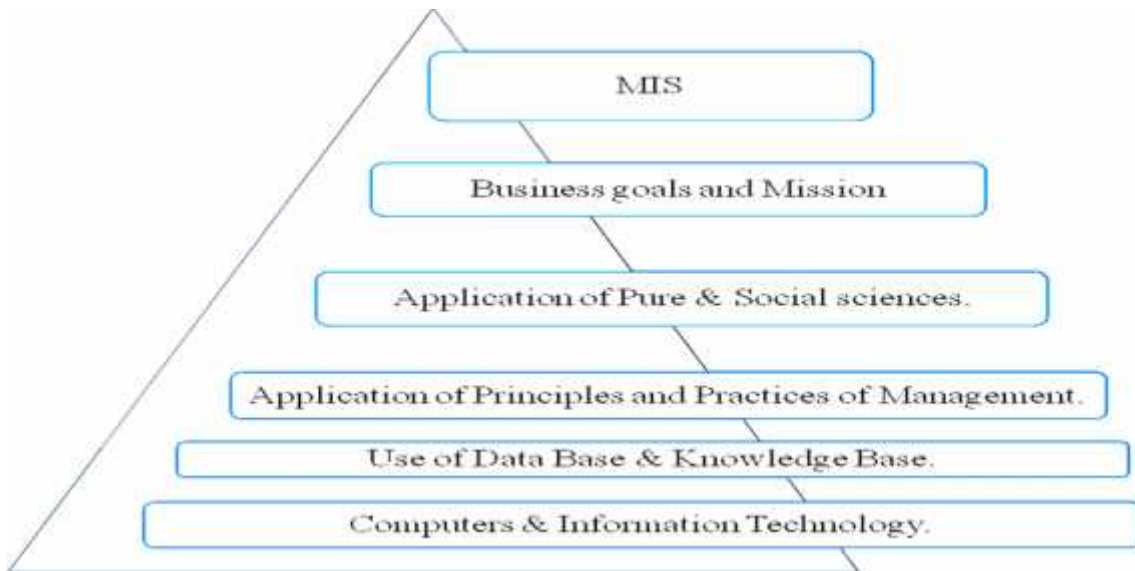 MIS
Business goals and Mission
Application of Pure & Social sciences.
Application of Principles and Practices of Management.
Use of Data Base & Knowledge Base.
Computers & Information Technology.